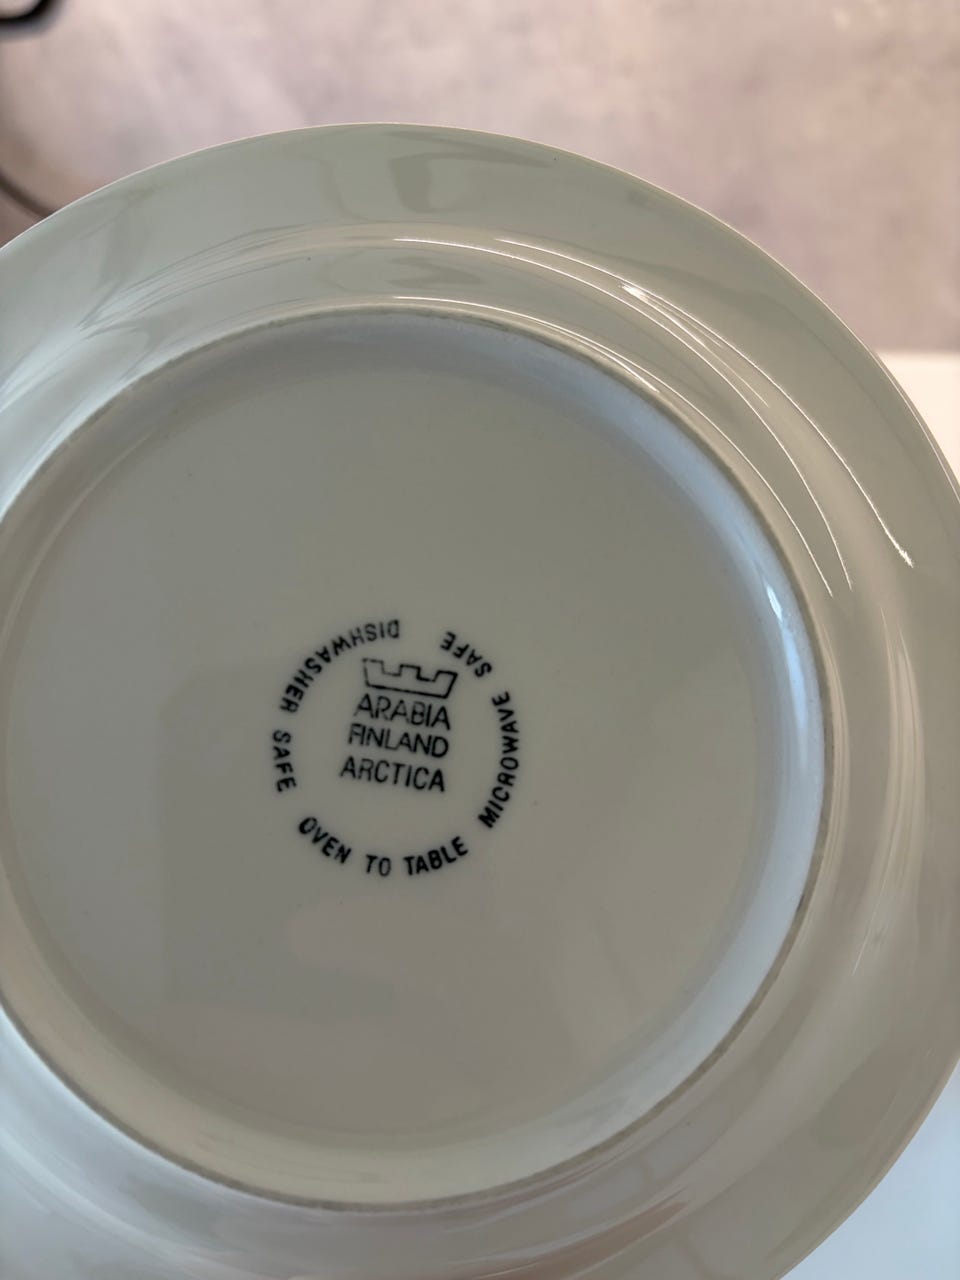 ARABIA
FINLAND
ARCTICA
DISHWASHER SAFE
OVEN TO TABLE
MICROWAVE SAFE